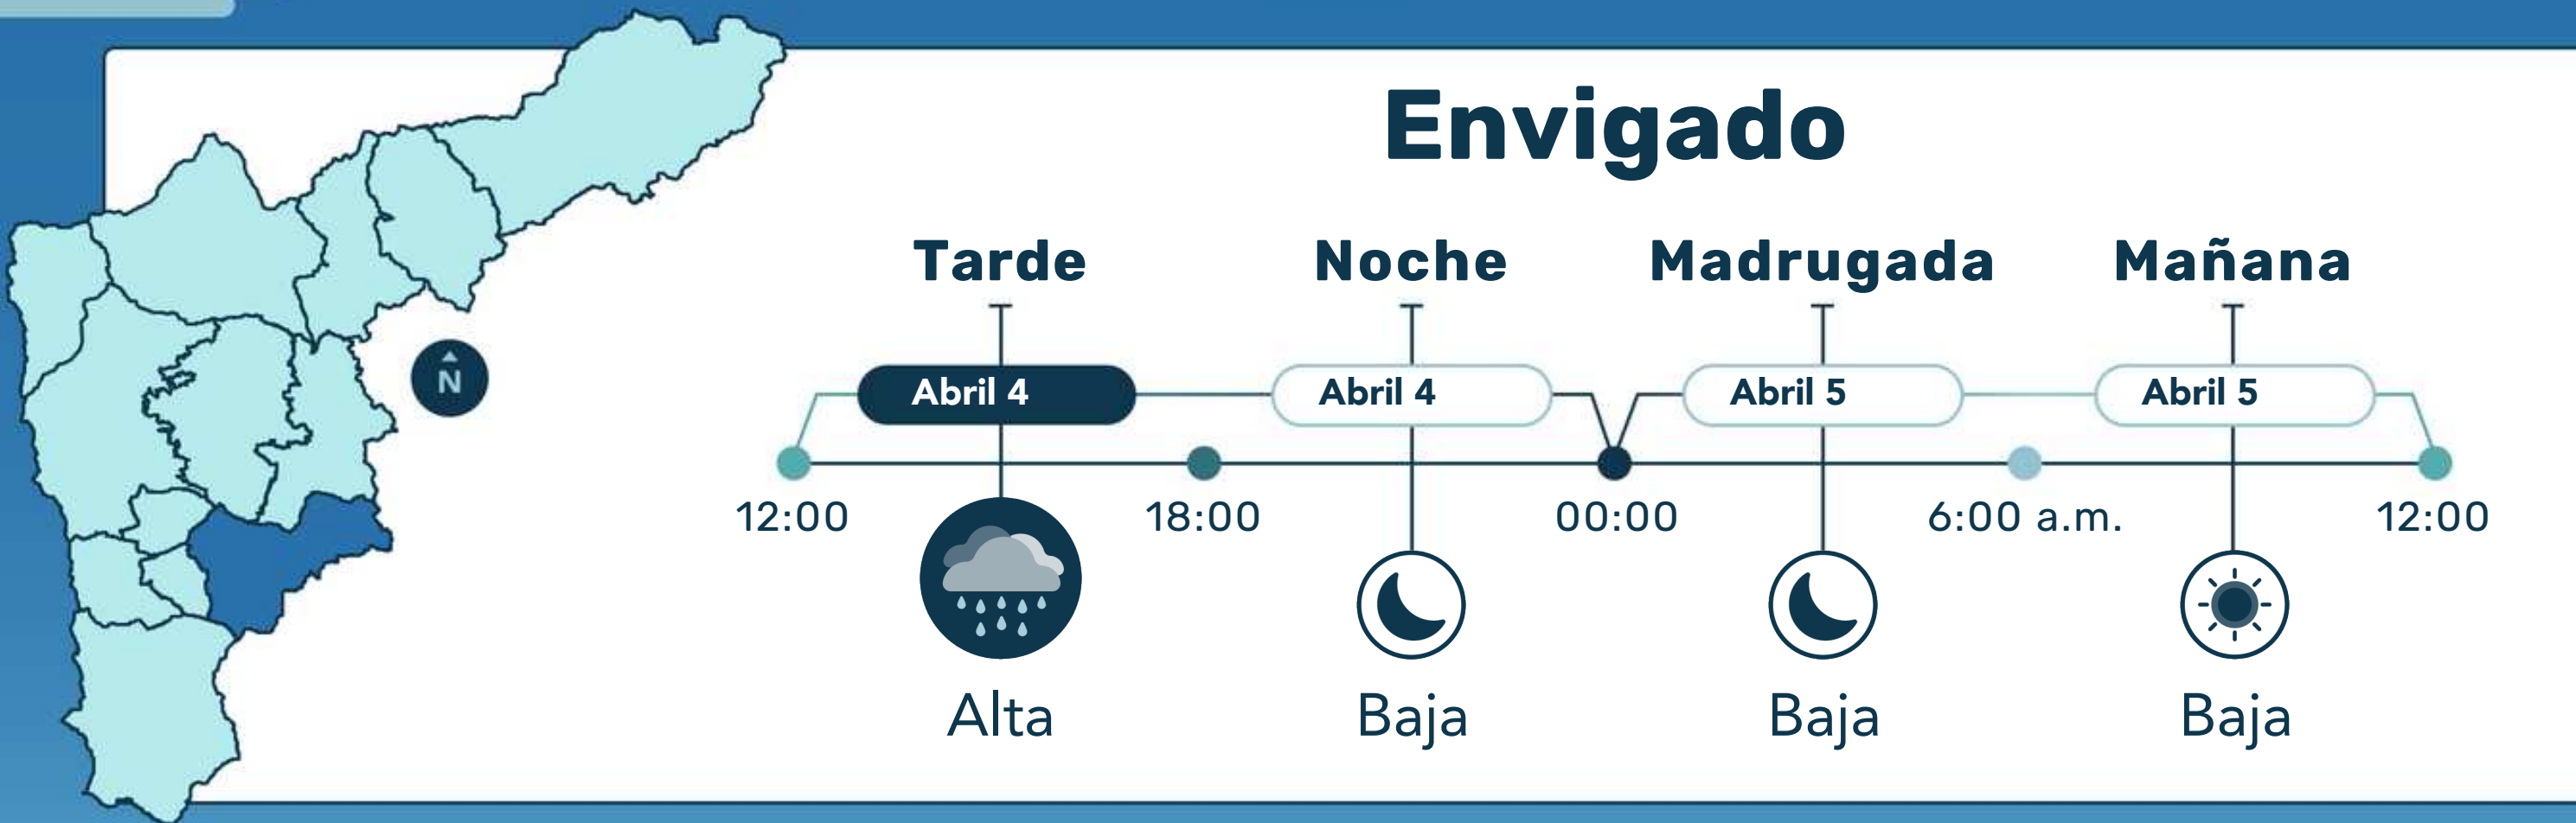 Envigado
Tarde
Noche
Madrugada
Mañana
Abril 4
Abril 4
Abril 5
Abril 5
N
12:00
18:00
00:00
6:00 a.m.
12:00
Alta
Baja
Baja
Baja